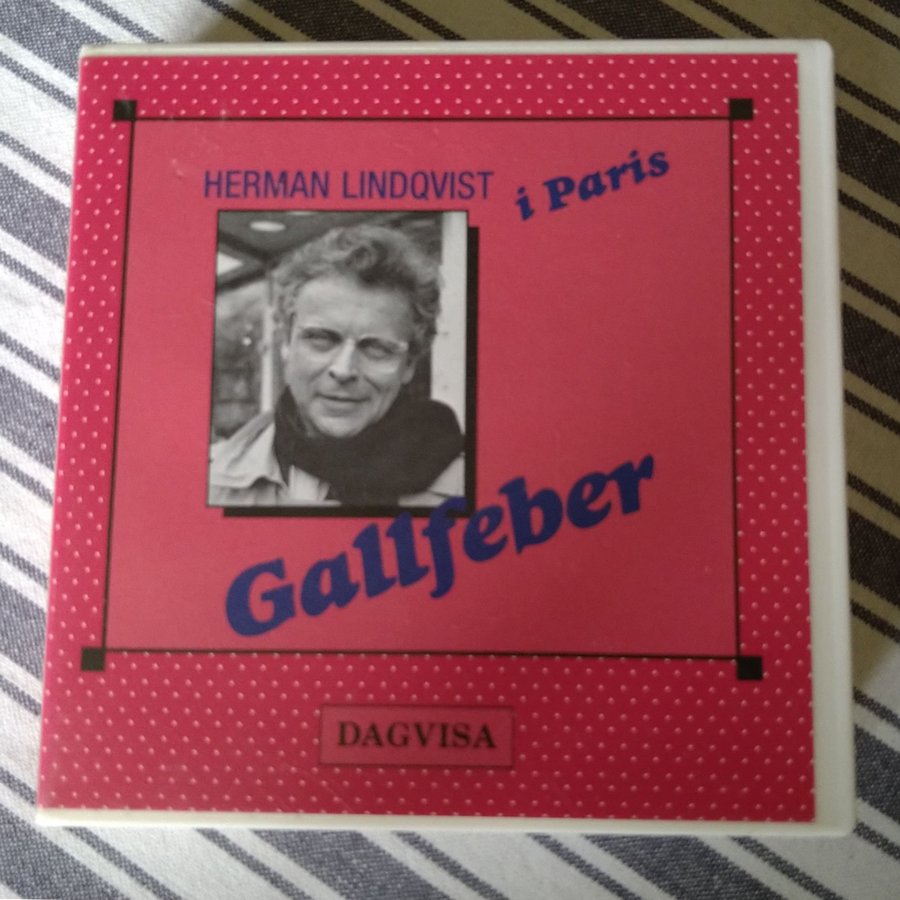 HERMAN LINDQVIST
i Paris
Gallfeber
DAGVISA